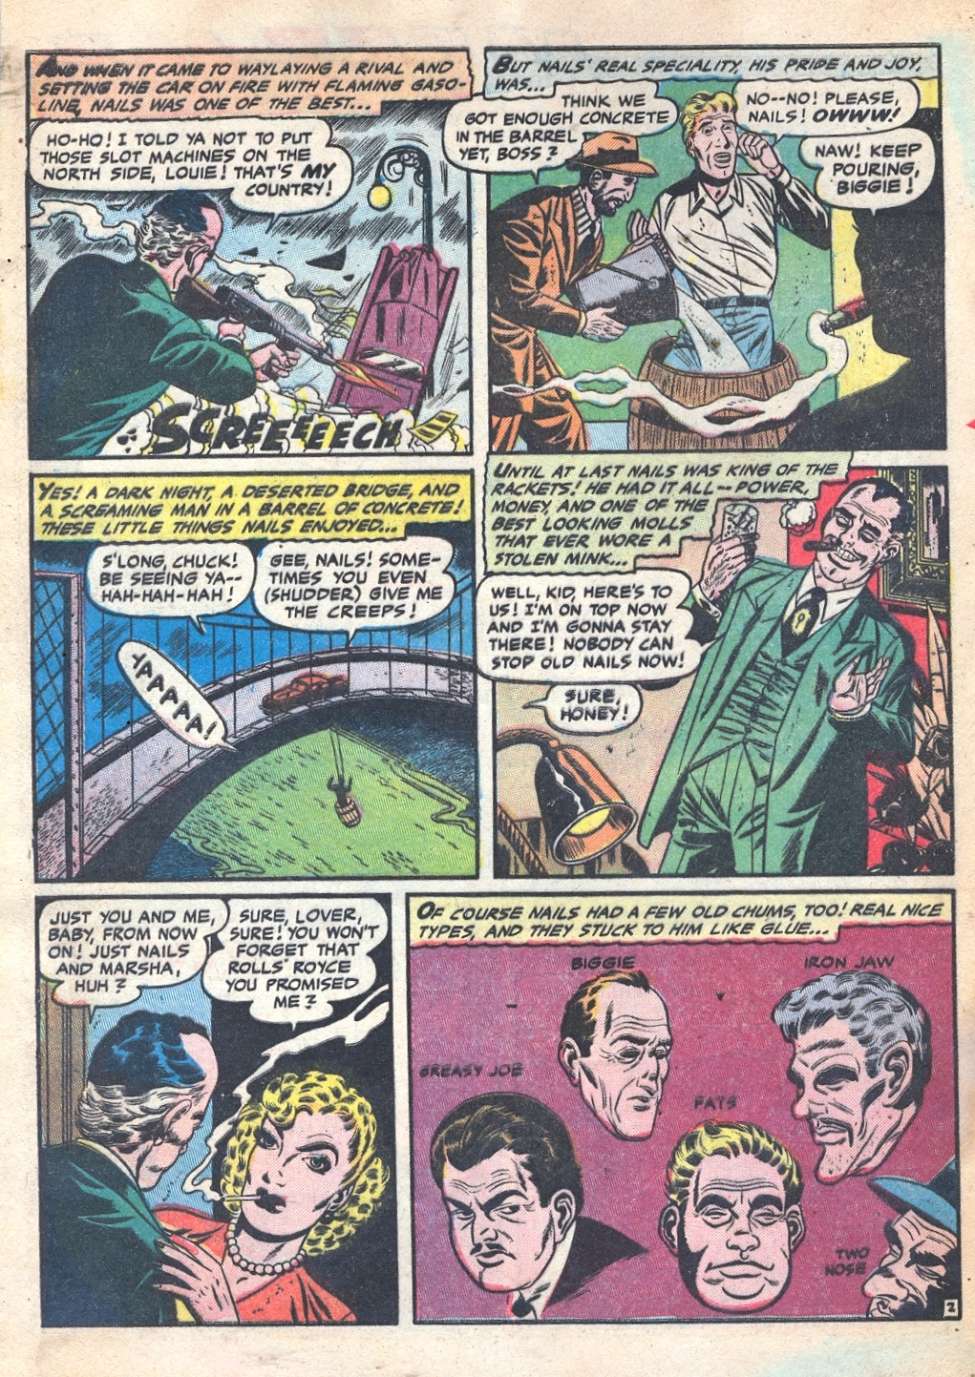 AND WHEN IT CAME TO WAYLAYING A RIVAL AND
SETTING THE CAR ON FIRE WITH FLAMING GASO-
LINE, NAILS WAS ONE OF THE BEST...
HO-HO! I TOLD YA NOT TO PUT
THOSE SLOT MACHINES ON THE
NORTH SIDE, LOUIE! THAT'S MY
COUNTRY!
SCREEEEECH
BUT NAILS' REAL SPECIALITY, HIS PRIDE AND JOY,
WAS...
THINK WE
GOT ENOUGH CONCRETE
IN THE BARREL
YET, BOSS?
NO--NO! PLEASE,
NAILS! OWWW!
NAW! KEEP
POURING,
BIGGIE!
YES! A DARK NIGHT, A DESERTED BRIDGE, AND
A SCREAMING MAN IN A BARREL OF CONCRETE!
THESE LITTLE THINGS NAILS ENJOYED...
S'LONG, CHUCK!
BE SEEING YA--
HAH-HAH-HAH!
GEE, NAILS! SOME-
TIMES YOU EVEN
(SHUDDER) GIVE ME
THE CREEPS!
YAAAAAA!
UNTIL AT LAST NAILS WAS KING OF THE
RACKETS! HE HAD IT ALL -- POWER,
MONEY, AND ONE OF THE
BEST LOOKING MOLLS
THAT EVER WORE A
STOLEN MINK...
WELL, KID, HERE'S TO
US! I'M ON TOP NOW
AND I'M GONNA STAY
THERE! NOBODY CAN
STOP OLD NAILS NOW!
SURE,
HONEY!
JUST YOU AND ME,
BABY, FROM NOW
ON! JUST NAILS
AND MARSHA,
HUH?
SURE, LOVER,
SURE! YOU WON'T
FORGET THAT
ROLLS ROYCE
YOU PROMISED
ME?
OF COURSE NAILS HAD A FEW OLD CHUMS, TOO! REAL NICE
TYPES, AND THEY STUCK TO HIM LIKE GLUE...
BIGGIE
IRON JAW
GREASY JOE
FATS
TWO
NOSE
2